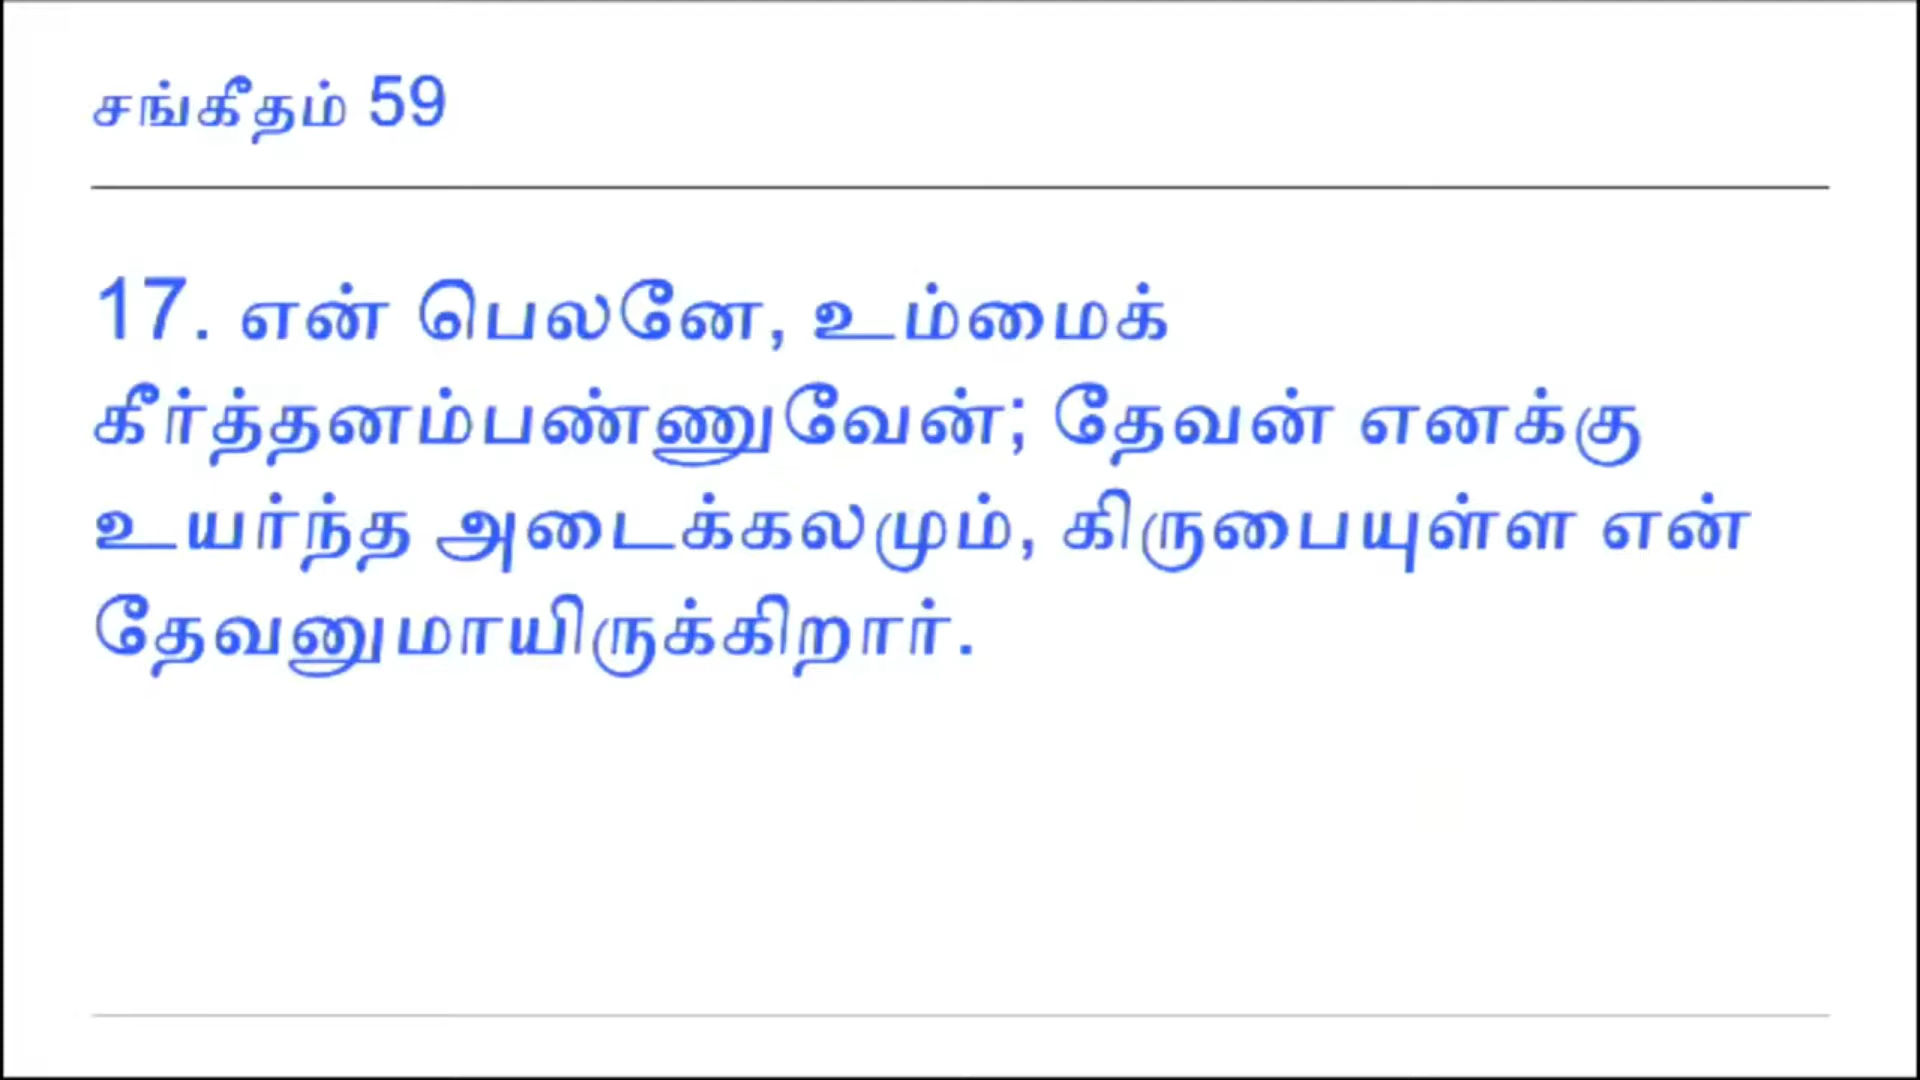 சங்கீதம் 59
17. என் பெலனே, உம்மைக்
கீர்த்தனம்பண்ணுவேன்; தேவன் எனக்கு
உயர்ந்த அடைக்கலமும், கிருபையுள்ள என்
தேவனுமாயிருக்கிறார்.